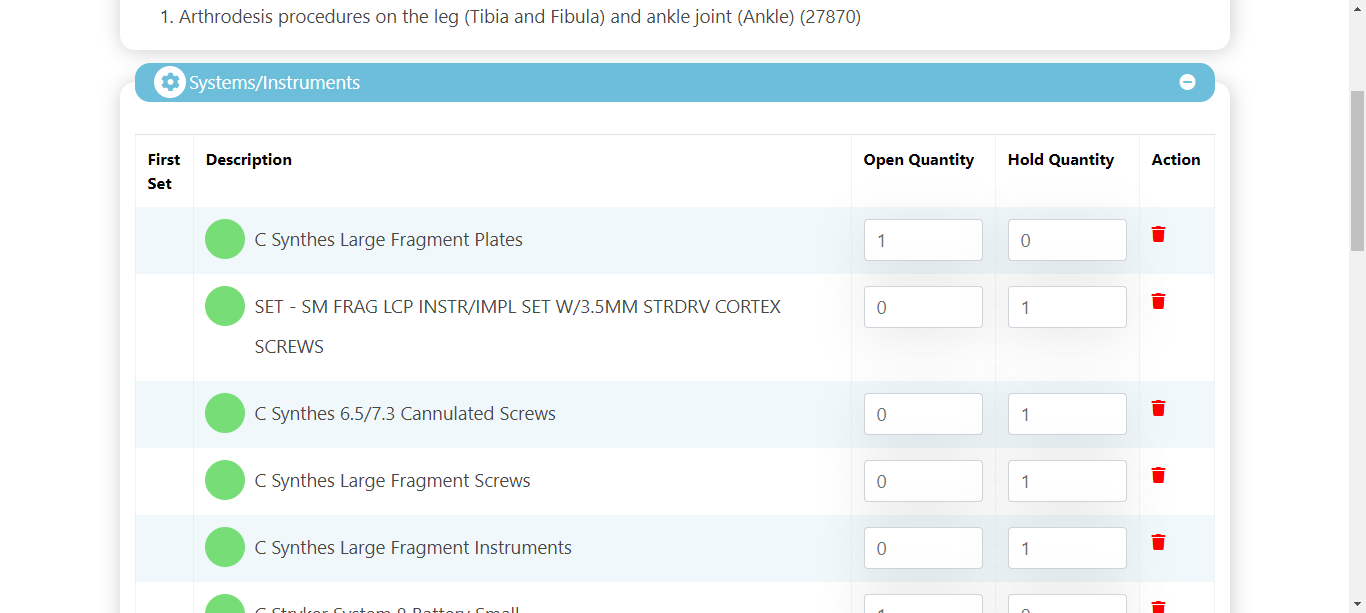 1. Arthrodesis procedures on the leg (Tibia and Fibula) and ankle joint (Ankle) (27870)
Systems/Instruments
First Set Description Open Quantity Hold Quantity Action
C Synthes Large Fragment Plates 1 0
SET - SM FRAG LCP INSTR/IMPL SET W/3.5MM STRDRV CORTEX 0 1
SCREWS
C Synthes 6.5/7.3 Cannulated Screws 0 1
C Synthes Large Fragment Screws 0 1
C Synthes Large Fragment Instruments 0 1
C Stryker System 8 Battery Small 1 0